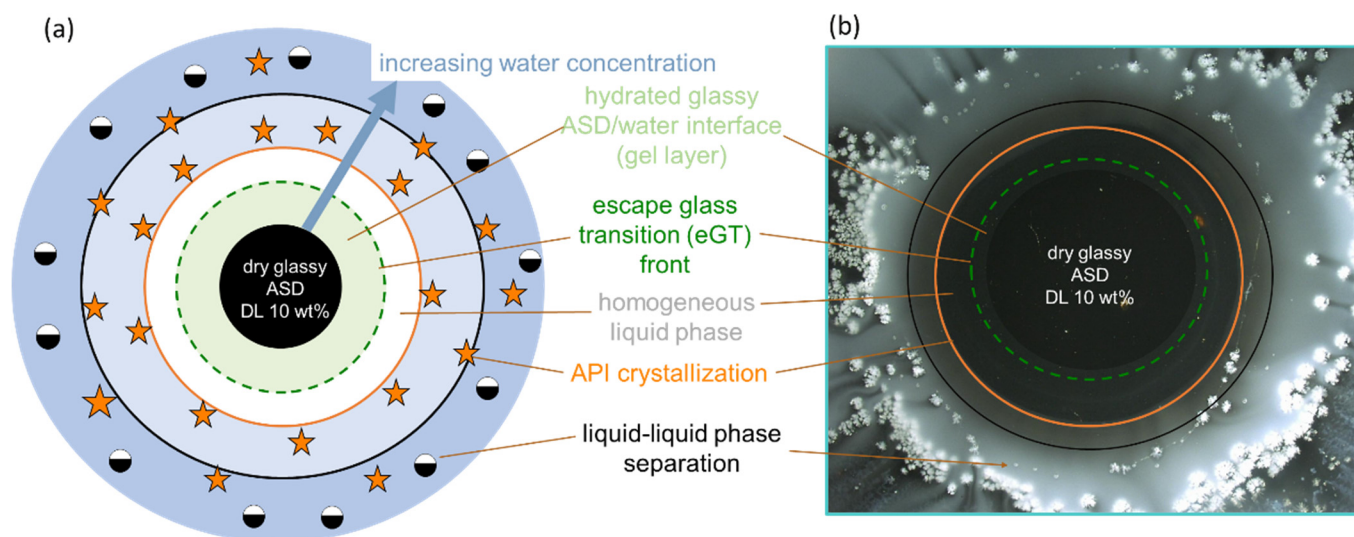 (a)
increasing water concentration
hydrated glassy
ASD/water interface
(gel layer)
escape glass
transition (eGT)
front
homogeneous
liquid phase
API crystallization
liquid-liquid phase
separation
dry glassy
ASD
DL 10 wt%
(b)
dry glassy
ASD
DL 10 wt%